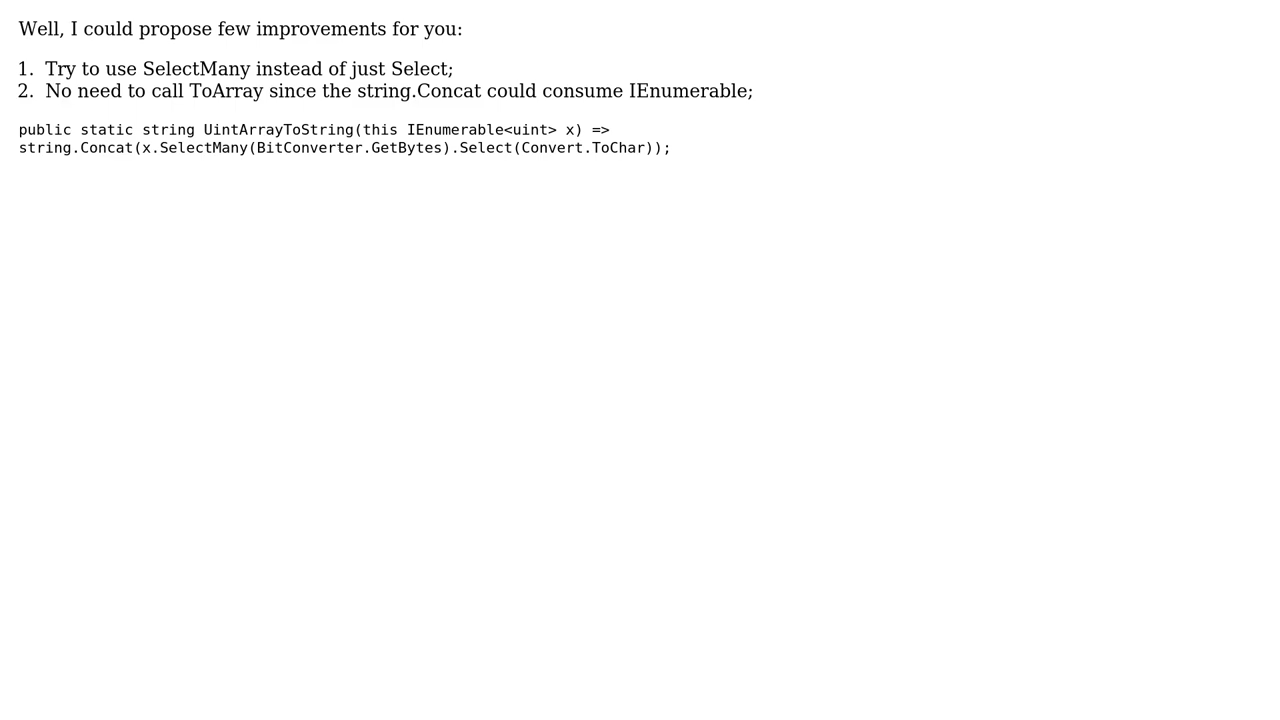 Well, I could propose few improvements for you:
1. Try to use SelectMany instead of just Select;
2. No need to call ToArray since the string.Concat could consume IEnumerable;
public static string UintArrayToString(this IEnumerable<uint> x) =>
string.Concat(x.SelectMany(BitConverter.GetBytes).Select(Convert.ToChar));